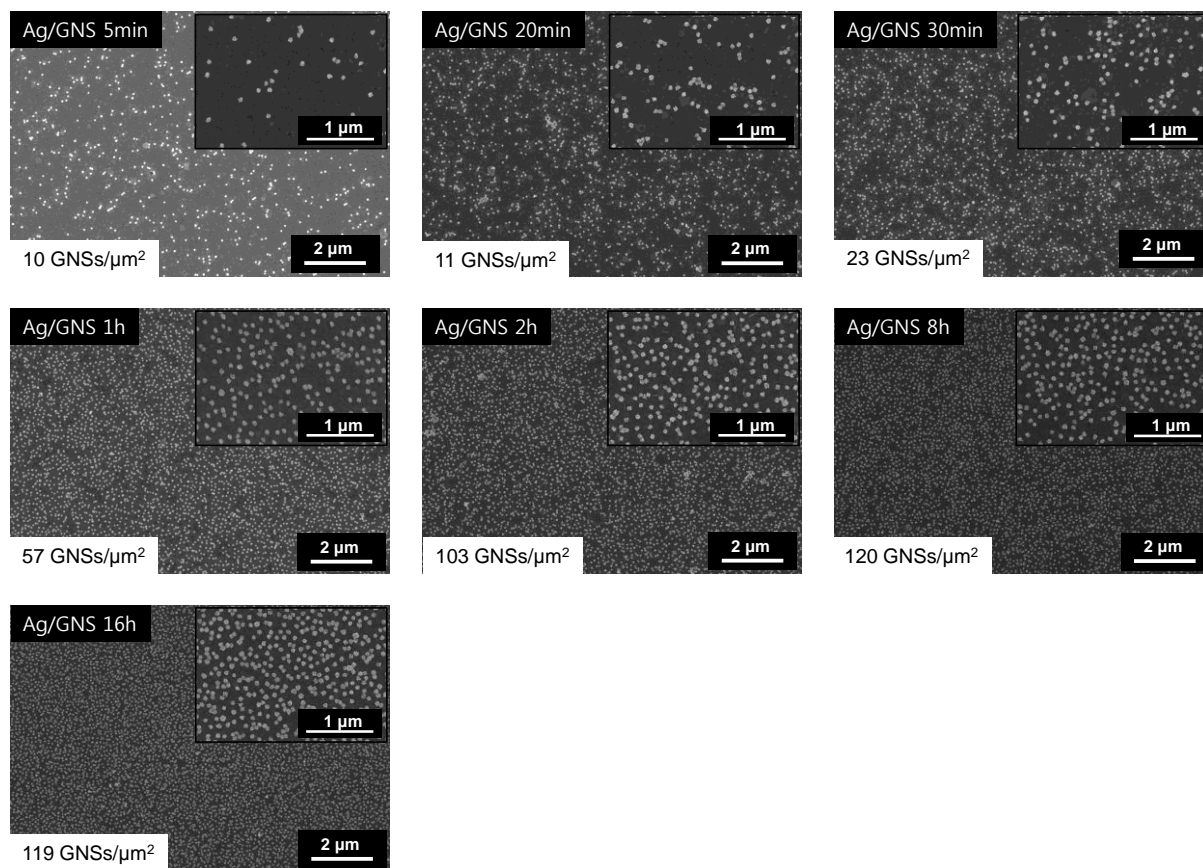 Ag/GNS 5min
1 µm
2 µm
10 GNSs/µm²
Ag/GNS 20min
1 µm
2 µm
11 GNSs/µm²
Ag/GNS 30min
1 µm
2 µm
23 GNSs/µm²
Ag/GNS 1h
1 µm
2 µm
57 GNSs/µm²
Ag/GNS 2h
1 µm
2 µm
103 GNSs/µm²
Ag/GNS 8h
1 µm
2 µm
120 GNSs/µm²
Ag/GNS 16h
1 µm
2 µm
119 GNSs/µm²